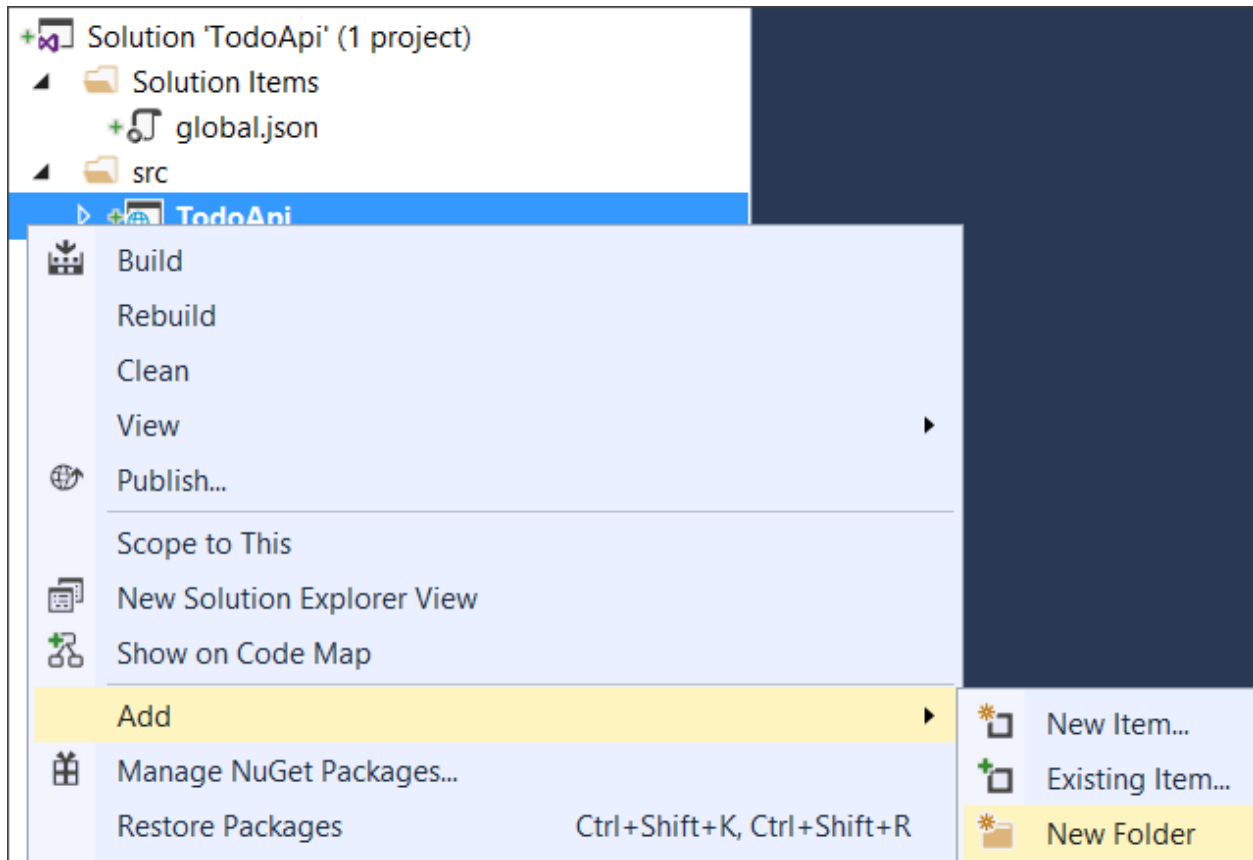 Solution 'TodoApi' (1 project)
Solution Items
global.json
src
TodoApi
Build
Rebuild
Clean
View
Publish...
Scope to This
New Solution Explorer View
Show on Code Map
Add
New Item...
Manage NuGet Packages...
Existing Item...
Restore Packages Ctrl+Shift+K, Ctrl+Shift+R
New Folder